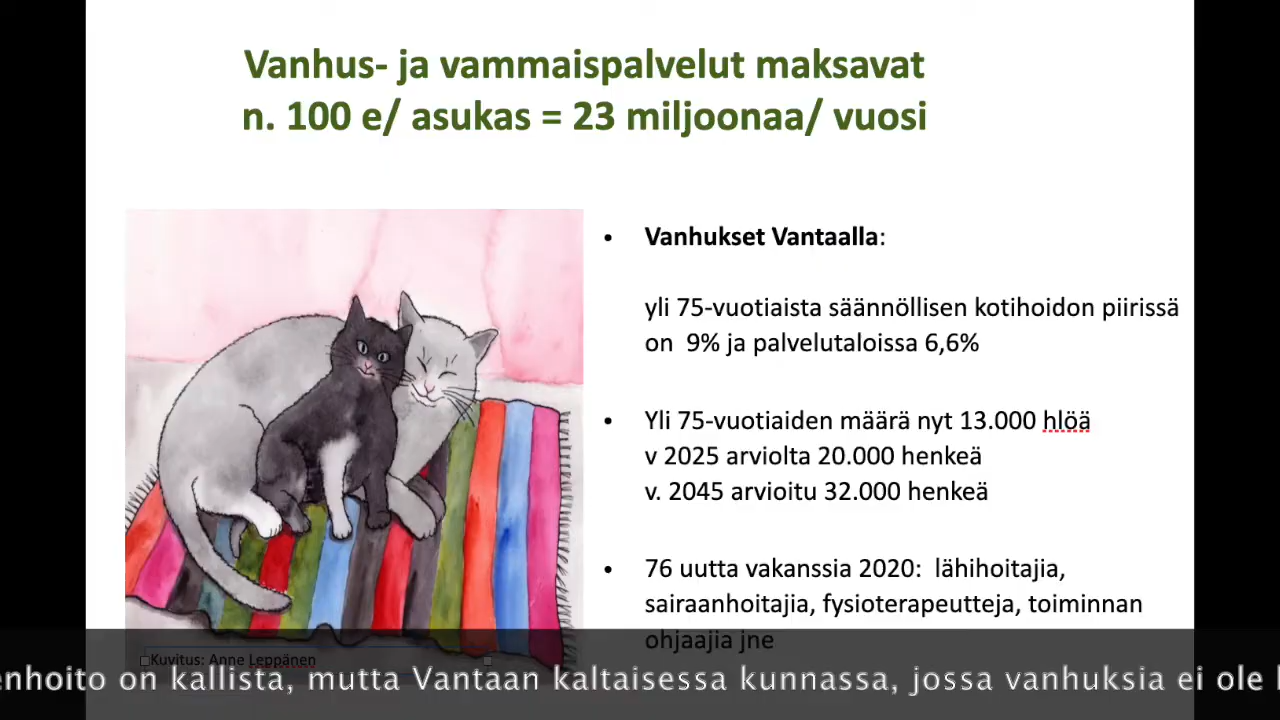 Vanhus- ja vammaispalvelut maksavat
n. 100 e/ asukas = 23 miljoonaa/ vuosi
• Vanhukset Vantaalla:
yli 75-vuotiaista säännöllisen kotihoidon piirissä
on 9% ja palvelutaloissa 6,6%
• Yli 75-vuotiaiden määrä nyt 13.000 hlöä
v 2025 arviolta 20.000 henkeä
v. 2045 arvioitu 32.000 henkeä
• 76 uutta vakanssia 2020: lähihoitajia,
sairaanhoitajia, fysioterapeutteja, toiminnan
ohjaajia jne
Kuvitus: Anne Leppänen
enhoito on kallista, mutta Vantaan kaltaisessa kunnassa, jossa vanhuksia ei ole